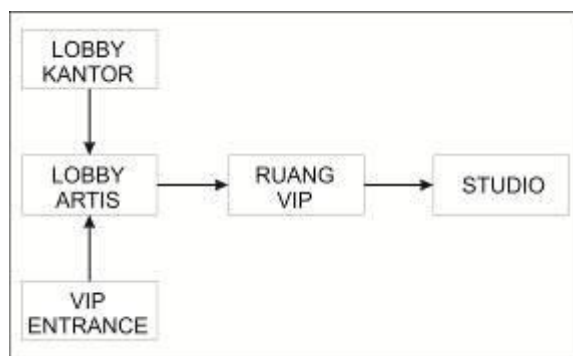 LOBBY
KANTOR
LOBBY
ARTIS
RUANG
VIP
STUDIO
VIP
ENTRANCE